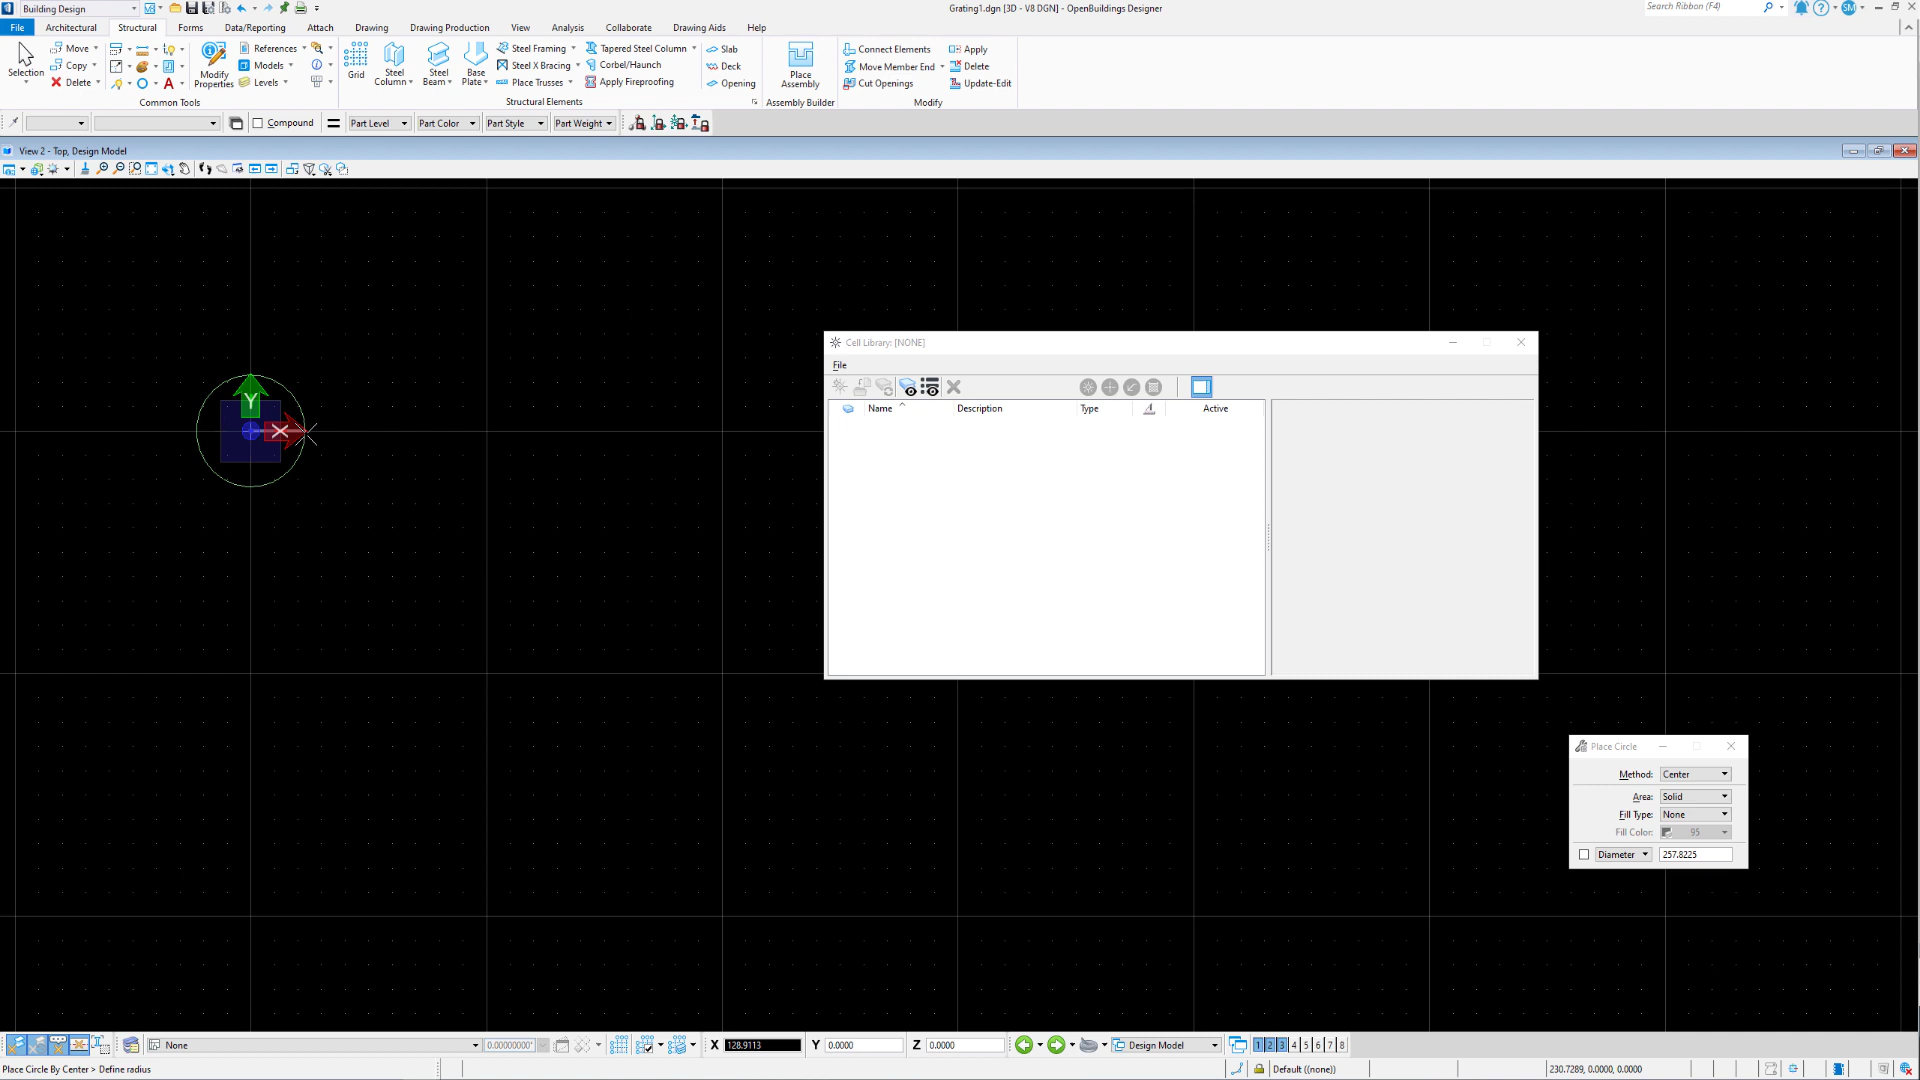 Building Design
Grating1.dgn [3D - V8 DGN] - OpenBuildings Designer
Search Ribbon (F4)
SM
File Architectural Structural Forms Data/Reporting Attach Drawing Drawing Production View Analysis Collaborate Drawing Aids Help
Selection
Move
Copy
Delete
Modify Properties
References
Models
Levels
Common Tools
Grid
Steel Column
Steel Beam
Base Plate
Steel Framing
Steel X Bracing
Place Trusses
Tapered Steel Column
Corbel/Haunch
Apply Fireproofing
Slab
Deck
Opening
Structural Elements
Place Assembly
Assembly Builder
Connect Elements
Move Member End
Cut Openings
Apply
Delete
Update-Edit
Modify
Compound
Part Level Part Color Part Style Part Weight
View 2 - Top, Design Model
Y
X
Cell Library: [NONE]
File
Name Description Type Active
Place Circle
Method: Center
Area: Solid
Fill Type: None
Fill Color: 95
Diameter 257.8225
None
0.00000000°
X 128.9113
Y 0.0000
Z 0.0000
Design Model
1 2 3 4 5 6 7 8
Place Circle By Center > Define radius
Default ((none))
230.7289, 0.0000, 0.0000